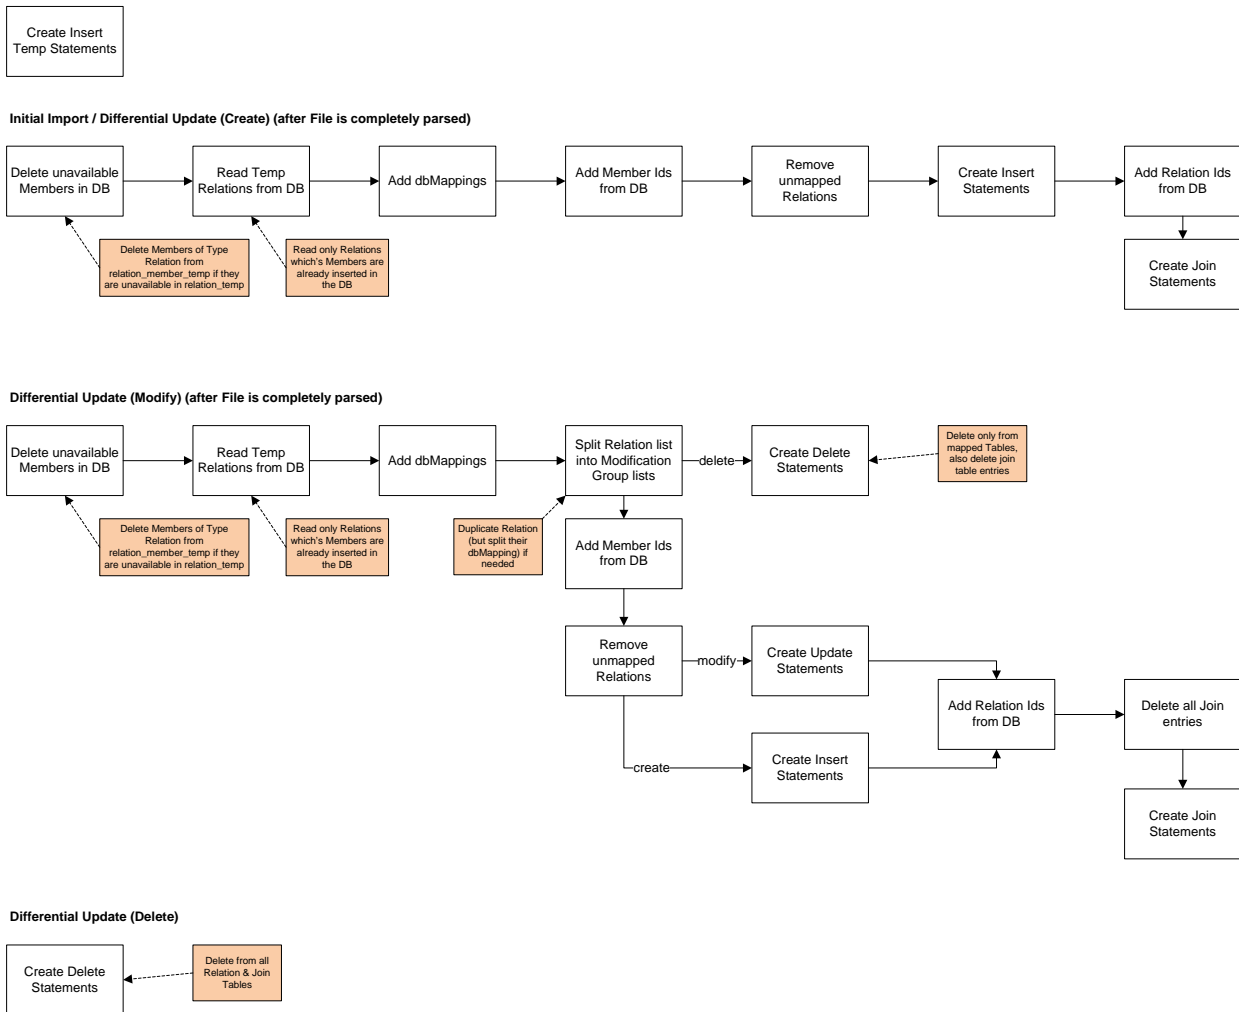 Create Insert
Temp Statements
Initial Import / Differential Update (Create) (after File is completely parsed)
Delete unavailable
Members in DB
Read Temp
Relations from DB
Add dbMappings
Add Member Ids
from DB
Remove
unmapped
Relations
Create Insert
Statements
Add Relation Ids
from DB
Delete Members of Type
Relation from
relation_member_temp if they
are unavailable in relation_temp
Read only Relations
which's Members are
already inserted in
the DB
Create Join
Statements
Differential Update (Modify) (after File is completely parsed)
Delete unavailable
Members in DB
Read Temp
Relations from DB
Add dbMappings
Split Relation list
into Modification
Group lists
delete
Create Delete
Statements
Delete only from
mapped Tables,
also delete join
table entries
Delete Members of Type
Relation from
relation_member_temp if they
are unavailable in relation_temp
Read only Relations
which's Members are
already inserted in
the DB
Duplicate Relation
(but split their
dbMapping) if
needed
Add Member Ids
from DB
Remove
unmapped
Relations
modify
Create Update
Statements
Add Relation Ids
from DB
Delete all Join
entries
create
Create Insert
Statements
Create Join
Statements
Differential Update (Delete)
Create Delete
Statements
Delete from all
Relation & Join
Tables